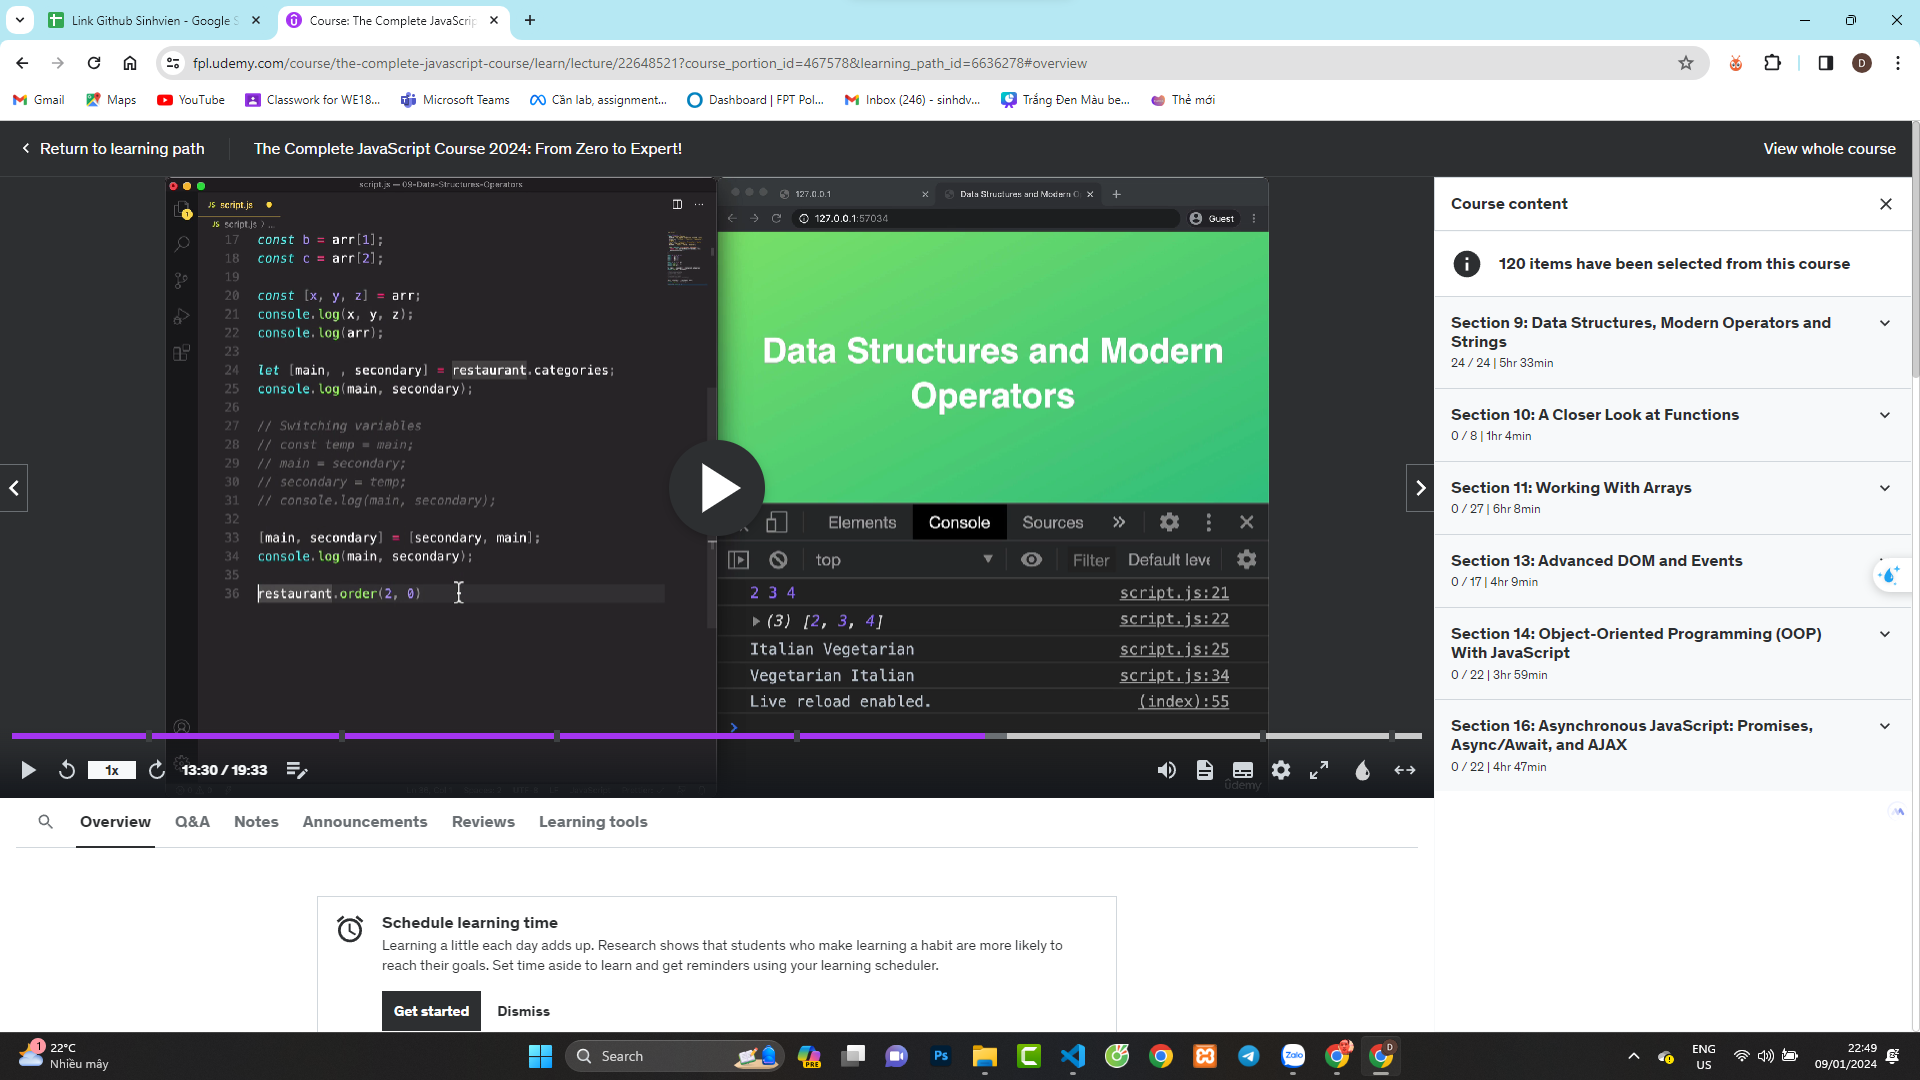 Link Github Sinhvien - Google S
Course: The Complete JavaScrip
fpl.udemy.com/course/the-complete-javascript-course/learn/lecture/22648521?course_portion_id=467578&learning_path_id=6636278#overview
D
Gmail
Maps
YouTube
Classwork for WE18...
Microsoft Teams
Cần lab, assignment...
Dashboard | FPT Pol...
Inbox (246) - sinhdv...
Trắng Đen Màu be...
Thẻ mới
Return to learning path
The Complete JavaScript Course 2024: From Zero to Expert!
View whole course
script.js — 09-Data-Structures-Operators
JS script.js
JS script.js > ...
17 const b = arr[1];
18 const c = arr[2];
19
20 const [x, y, z] = arr;
21 console.log(x, y, z);
22 console.log(arr);
23
24 let [main, , secondary] = restaurant.categories;
25 console.log(main, secondary);
26
27 // Switching variables
28 // const temp = main;
29 // main = secondary;
30 // secondary = temp;
31 // console.log(main, secondary);
32
33 [main, secondary] = [secondary, main];
34 console.log(main, secondary);
35
36 restaurant.order(2, 0)
127.0.0.1
Data Structures and Modern O
127.0.0.1:57034
Guest
Data Structures and Modern
Operators
Elements Console Sources
top
Filter
Default leve
2 3 4 script.js:21
(3) [2, 3, 4] script.js:22
Italian Vegetarian script.js:25
Vegetarian Italian script.js:34
Live reload enabled. (index):55
1x
13:30 / 19:33
udemy
Course content
120 items have been selected from this course
Section 9: Data Structures, Modern Operators and
Strings
24 / 24 | 5hr 33min
Section 10: A Closer Look at Functions
0 / 8 | 1hr 4min
Section 11: Working With Arrays
0 / 27 | 6hr 8min
Section 13: Advanced DOM and Events
0 / 17 | 4hr 9min
Section 14: Object-Oriented Programming (OOP)
With JavaScript
0 / 22 | 3hr 59min
Section 16: Asynchronous JavaScript: Promises,
Async/Await, and AJAX
0 / 22 | 4hr 47min
Overview
Q&A
Notes
Announcements
Reviews
Learning tools
Schedule learning time
Learning a little each day adds up. Research shows that students who make learning a habit are more likely to
reach their goals. Set time aside to learn and get reminders using your learning scheduler.
Get started
Dismiss
1
22°C
Nhiều mây
Search
PRE
Ps
Zalo
D
ENG
US
22:49
09/01/2024